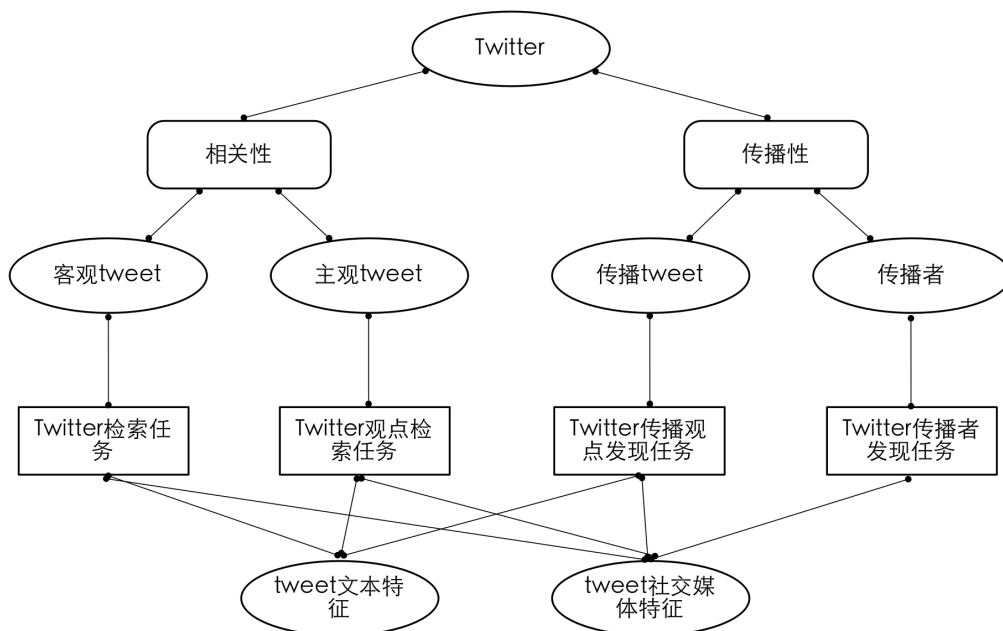 Twitter
相关性
传播性
客观tweet
主观tweet
传播tweet
传播者
Twitter检索任
务
Twitter观点检
索任务
Twitter传播观
点发现任务
Twitter传播者
发现任务
tweet文本特
征
tweet社交媒
体特征